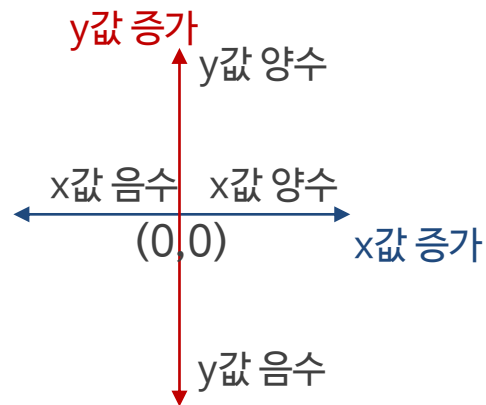 y값 증가
y값 양수
x값 음수
x값 양수
(0,0)
x값 증가
y값 음수